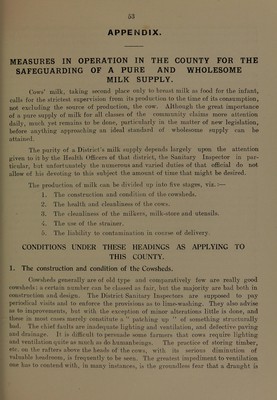 53
APPENDIX.
MEASURES IN OPERATION IN THE COUNTY FOR THE
SAFEGUARDING OF A PURE AND WHOLESOME
MILK SUPPLY.
Cows' milk, taking second place only to breast milk as food for the infant,
calls for the strictest supervision from its production to the time of its consumption,
not excluding the source of production, the cow. Although the great importance
of a pure supply of milk for all classes of the community claims more attention
daily, much yet remains to be done, particularly in the matter of new legislation,
before anything approaching an ideal standard of wholesome supply can be
attained.
The purity of a District's milk supply depends largely upon the attention
given to it by the Health Officers of that district, the Sanitary Inspector in par-
ticular, but unfortunately the numerous and varied duties of that official do not
allow of his devoting to this subject the amount of time that might be desired.
The production of milk can be divided up into five stages, viz. :—
1. The construction and condition of the cowsheds.
2. The health and cleanliness of the cows.
3. The cleanliness of the milkers, milk-store and utensils.
4. The use of the strainer.
5. The liability to contamination in course of delivery.
CONDITIONS UNDER THESE HEADINGS AS APPLYING TO
THIS COUNTY.
1. The construction and condition of the Cowsheds.
Cowsheds generally are of old type and comparatively few are really good
cowsheds: a certain number can be classed as fair, but the majority are bad both in
construction and design. The District Sanitary Inspectors are supposed to pay
periodical visits and to enforce the provisions as to lime-washing. They also advise
as to improvements, but with the exception of minor alterations little is done, and
these in most cases merely constitute a " patching up " of something structurally
bad. The chief faults are inadequate lighting and ventilation, and defective paving
and drainage. It is difficult to persuade some farmers that cows require lighting
and ventilation quite as much as do human beings. The practice of storing timber,
etc. on the rafters above the heads of the cows, with its serious diminution of
valuable headroom, is frequently to be seen. The greatest impediment to ventilation
one has to contend with, in many instances, is the groundless fear that a draught is